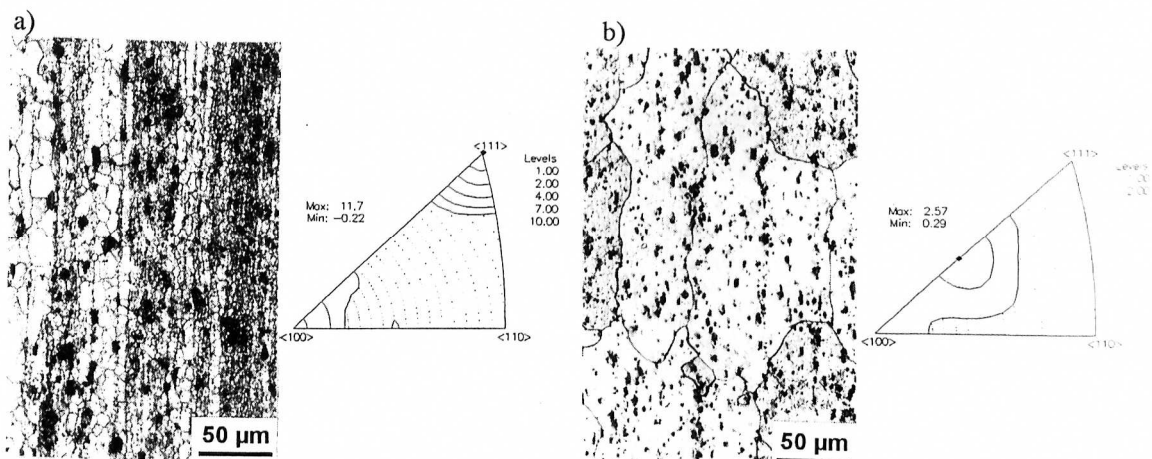 a)
<111>
Levels
1.00
2.00
4.00
7.00
10.00
Max: 11.7
Min: −0.22
<100>
<110>
50 μm
b)
<111>
Levels
Max: 2.57
Min: 0.29
<100>
<110>
50 μm